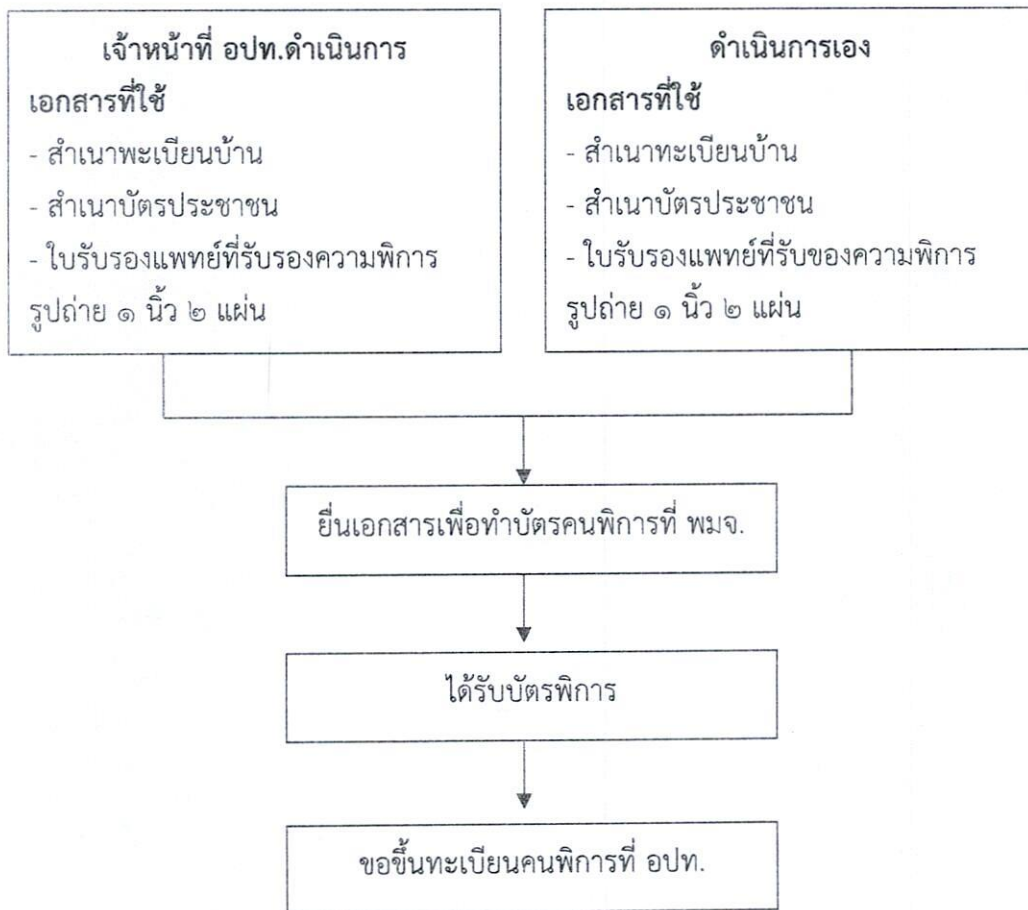 เจ้าหน้าที่ อปท.ดำเนินการ
เอกสารที่ใช้
- สำเนาพะเบียนบ้าน
- สำเนาบัตรประชาชน
- ใบรับรองแพทย์ที่รับรองความพิการ
รูปถ่าย ๑ นิ้ว ๒ แผ่น
ดำเนินการเอง
เอกสารที่ใช้
- สำเนาทะเบียนบ้าน
- สำเนาบัตรประชาชน
- ใบรับรองแพทย์ที่รับของความพิการ
รูปถ่าย ๑ นิ้ว ๒ แผ่น
ยื่นเอกสารเพื่อทำบัตรคนพิการที่ พมจ.
ได้รับบัตรพิการ
ขอขึ้นทะเบียนคนพิการที่ อปท.